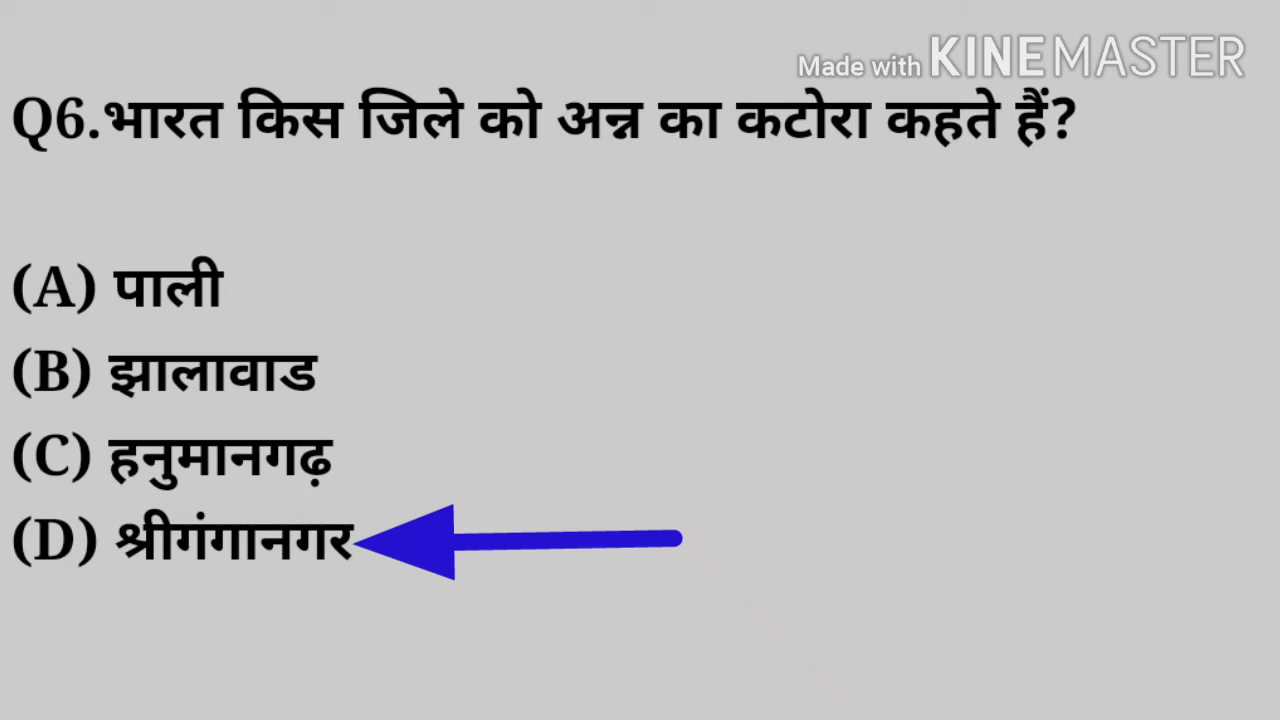 Made with KINEMASTER
Q6.भारत किस जिले को अन्न का कटोरा कहते हैं?
(A) पाली
(B) झालावाड
(C) हनुमानगढ़
(D) श्रीगंगानगर